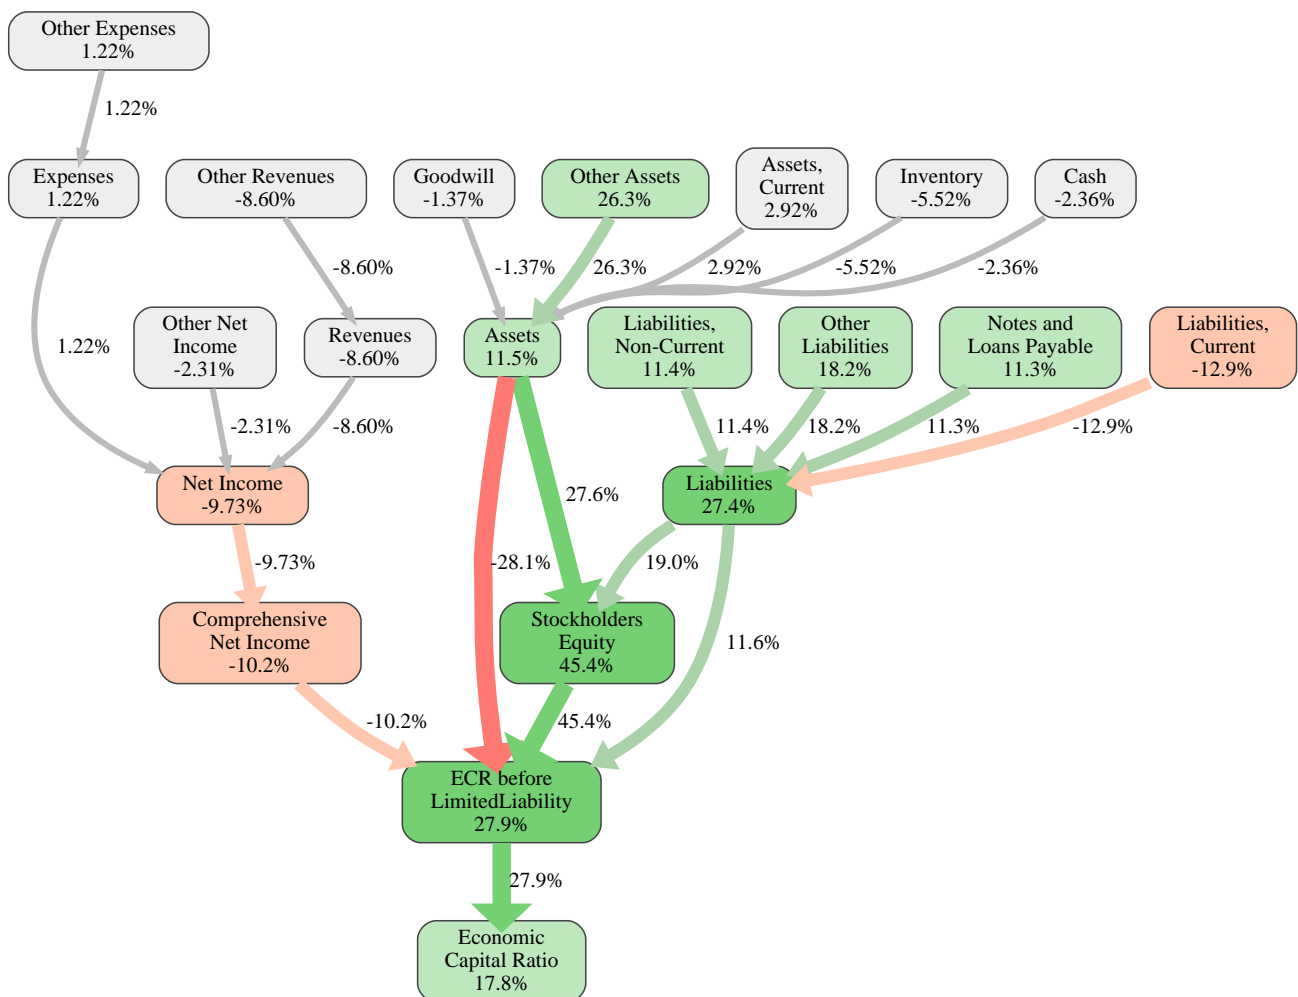 Other Expenses
1.22%
1.22%
Expenses
1.22%
Other Revenues
-8.60%
Goodwill
-1.37%
Other Assets
26.3%
Assets,
Current
2.92%
Inventory
-5.52%
Cash
-2.36%
-8.60%
-1.37%
26.3%
2.92%
-5.52%
-2.36%
1.22%
Other Net
Income
-2.31%
Revenues
-8.60%
Assets
11.5%
Liabilities,
Non-Current
11.4%
Other
Liabilities
18.2%
Notes and
Loans Payable
11.3%
Liabilities,
Current
-12.9%
-2.31%
-8.60%
11.4%
18.2%
11.3%
-12.9%
Net Income
-9.73%
27.6%
Liabilities
27.4%
-9.73%
-28.1%
19.0%
Comprehensive
Net Income
-10.2%
Stockholders
Equity
45.4%
11.6%
-10.2%
45.4%
ECR before
LimitedLiability
27.9%
27.9%
Economic
Capital Ratio
17.8%